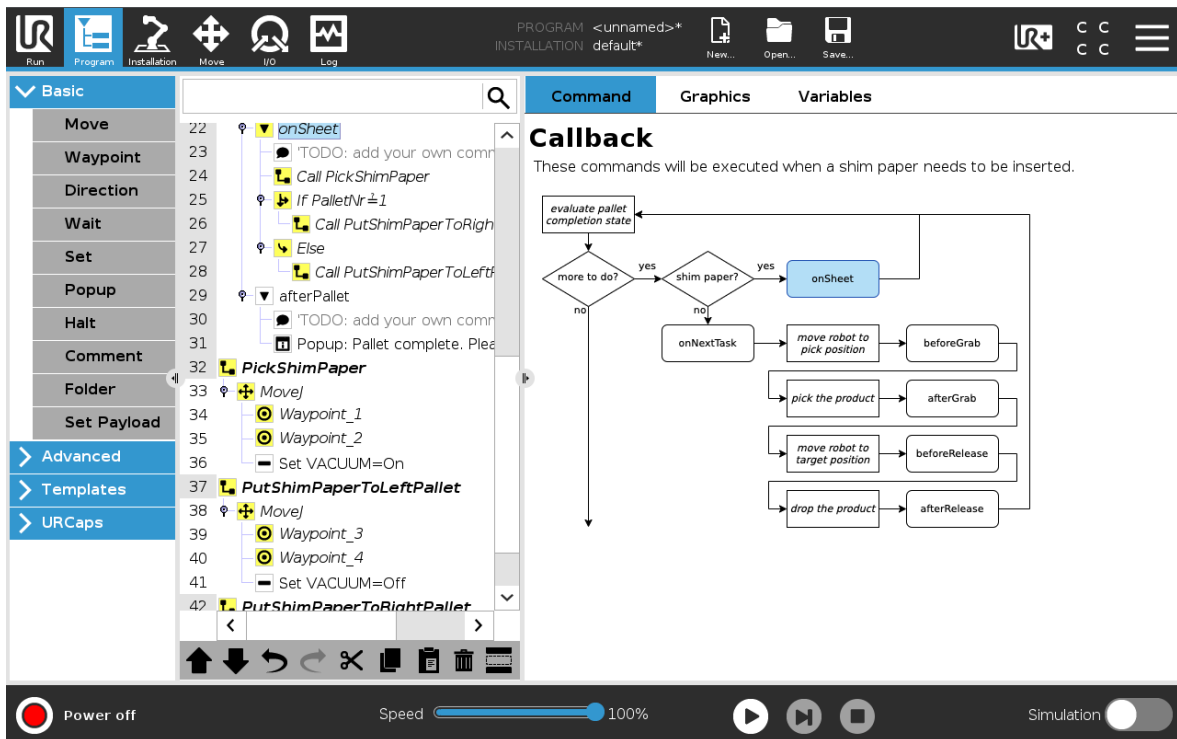 PROGRAM <unnamed>*
INSTALLATION default*
UR
UR+
C C
C C
Run
Program
Installation
Move
I/O
Log
New...
Open...
Save...
Basic
Move
Waypoint
Direction
Wait
Set
Popup
Halt
Comment
Folder
Set Payload
Advanced
Templates
URCaps
22 onSheet
23 'TODO: add your own comm
24 Call PickShimPaper
25 If PalletNr≟1
26 Call PutShimPaperToRigh
27 Else
28 Call PutShimPaperToLeft
29 afterPallet
30 'TODO: add your own comm
31 Popup: Pallet complete. Plea
32 PickShimPaper
33 MoveJ
34 Waypoint_1
35 Waypoint_2
36 Set VACUUM=On
37 PutShimPaperToLeftPallet
38 MoveJ
39 Waypoint_3
40 Waypoint_4
41 Set VACUUM=Off
42 PutShimPaperToRightPallet
Command
Graphics
Variables
Callback
These commands will be executed when a shim paper needs to be inserted.
evaluate pallet
completion state
more to do?
yes
shim paper?
yes
onSheet
no
no
onNextTask
move robot to
pick position
beforeGrab
pick the product
afterGrab
move robot to
target position
beforeRelease
drop the product
afterRelease
Power off
Speed
100%
Simulation